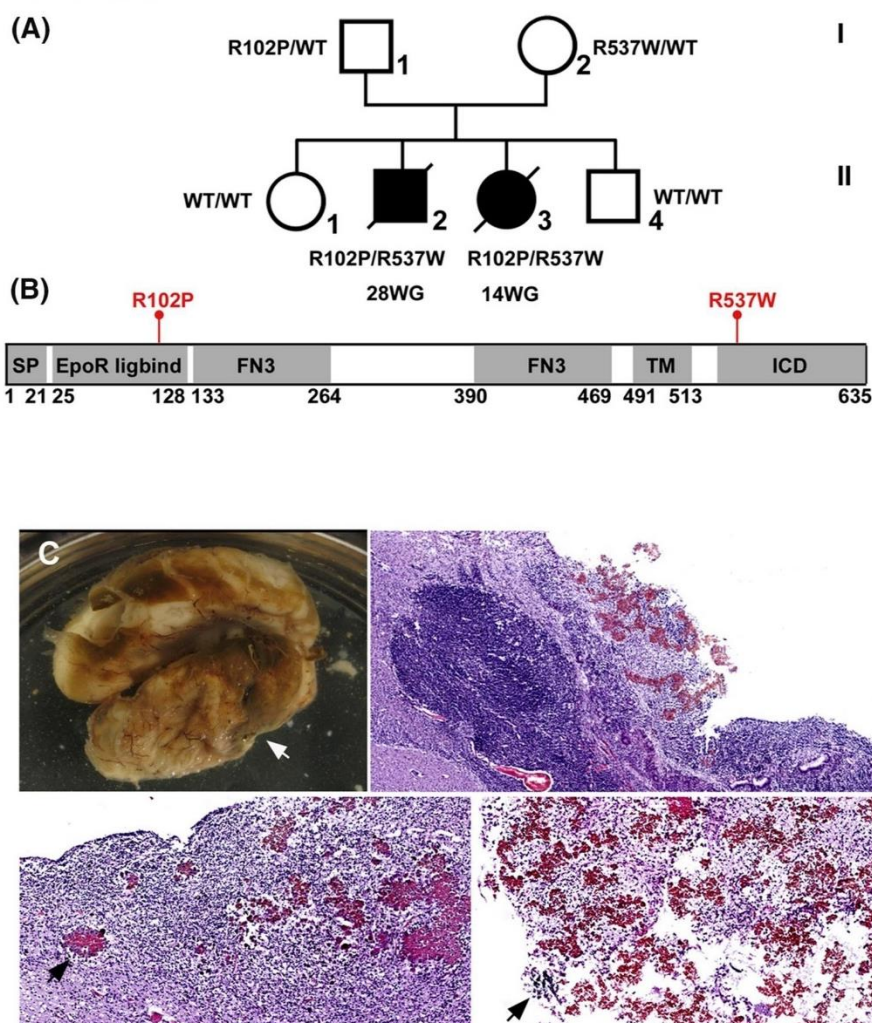 (A)
R102P/WT
1
2
R537W/WT
I
WT/WT
1
2
3
4
WT/WT
II
R102P/R537W
R102P/R537W
28WG
14WG
(B)
R102P
R537W
SP
EpoR ligbind
FN3
FN3
TM
ICD
1 21 25 128 133 264 390 469 491 513 635
C